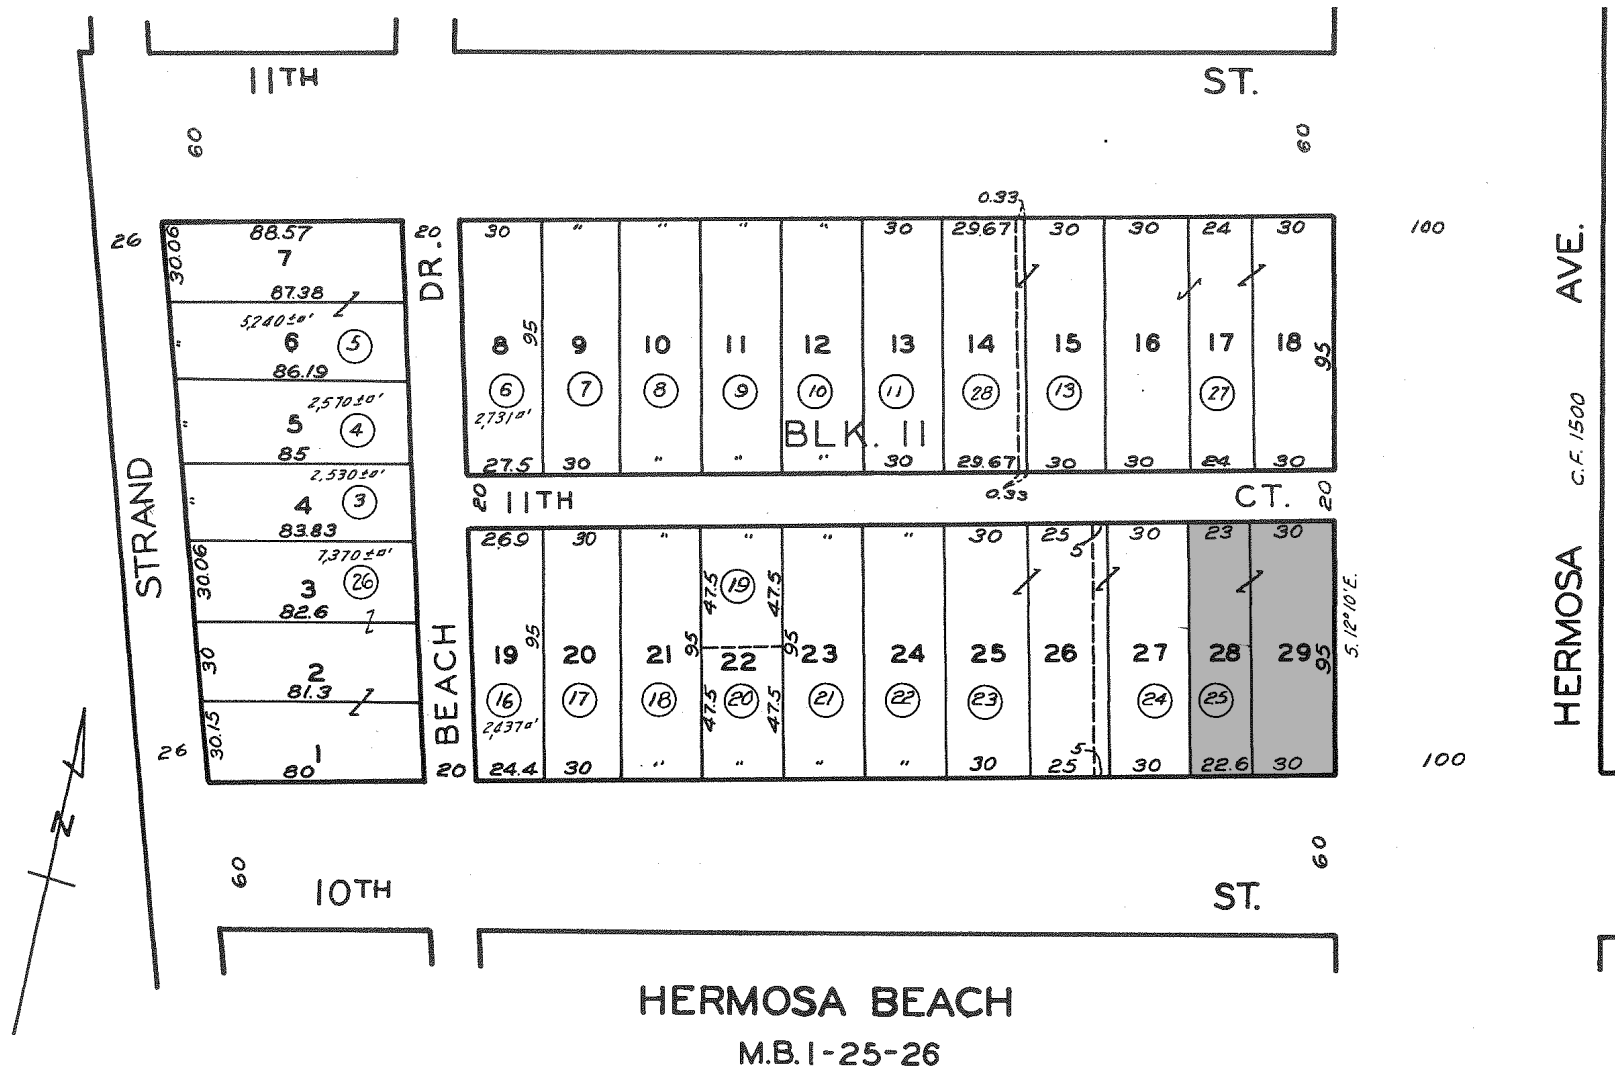 11TH ST.
60 60
0.33
26 88.57 20 30 " " " " 30 29.67 30 30 24 30 100
30.06 7 DR. AVE.
87.38
5,240±□'
" 6 5 95 8 9 10 11 12 13 14 15 16 17 18 95
86.19
2,570±□' 6 7 8 9 10 11 28 13 27
" 5 4 2,731□' BLK. 11 C.F. 1500
85 27.5 30 " " " 30 29.67 30 30 24 30
2,530±□' 0.33
STRAND " 4 3 20 11TH CT. 20
83.83 26.9 30 " " " " 30 25 30 23 30
7,370±□' 5
30.06 3 26 47.5 19 47.5 HERMOSA
82.6 S. 12°10'E.
30 2 BEACH 19 95 20 21 95 22 95 23 24 25 26 27 28 29 95
81.3 16 17 18 47.5 20 47.5 21 22 23 24 25
2,437□'
30.15 1 5
26 80 20 24.4 30 " " " " 30 25 30 22.6 30 100
60 60
N
10TH ST.
HERMOSA BEACH
M.B. 1-25-26